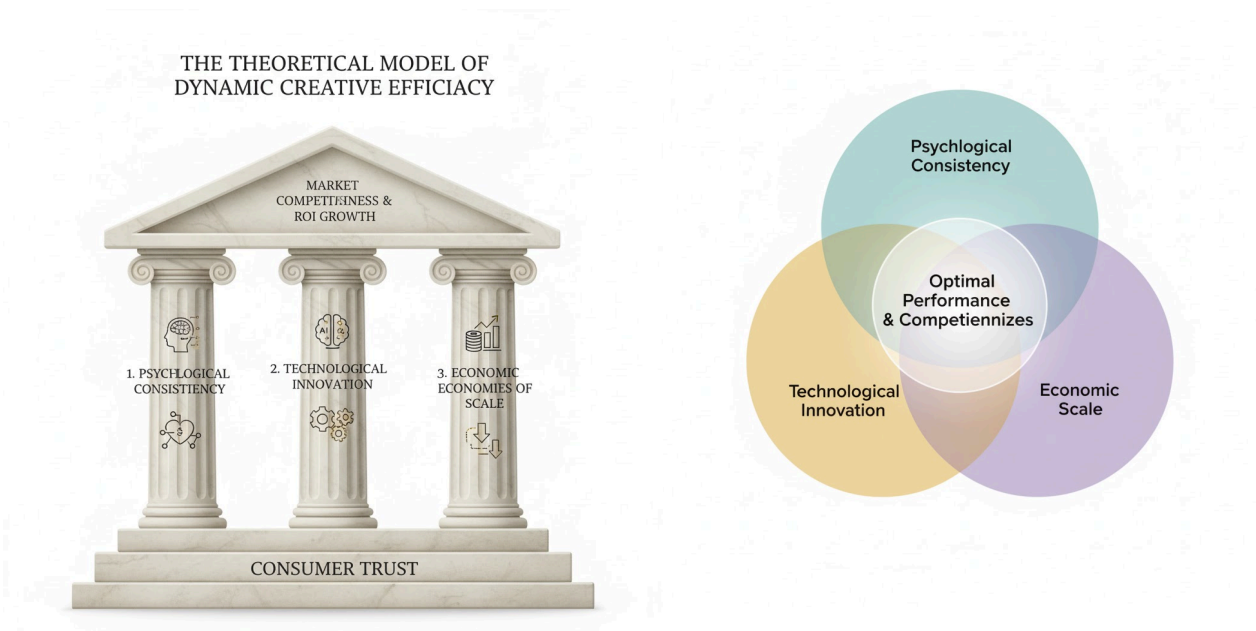 THE THEORETICAL MODEL OF
DYNAMIC CREATIVE EFFICIACY
MARKET
& 
ROI GROWTH
1. PSYCHLOGICAL
CONSISTIENCY
2. TECHNOLOGICAL
INNOVATION
3. ECONOMIC
ECONOMIES OF
SCALE
AI
CONSUMER TRUST
Psychlogical
Consistency
Optimal
Performance
& Competiennizes
Technological
Innovation
Economic
Scale